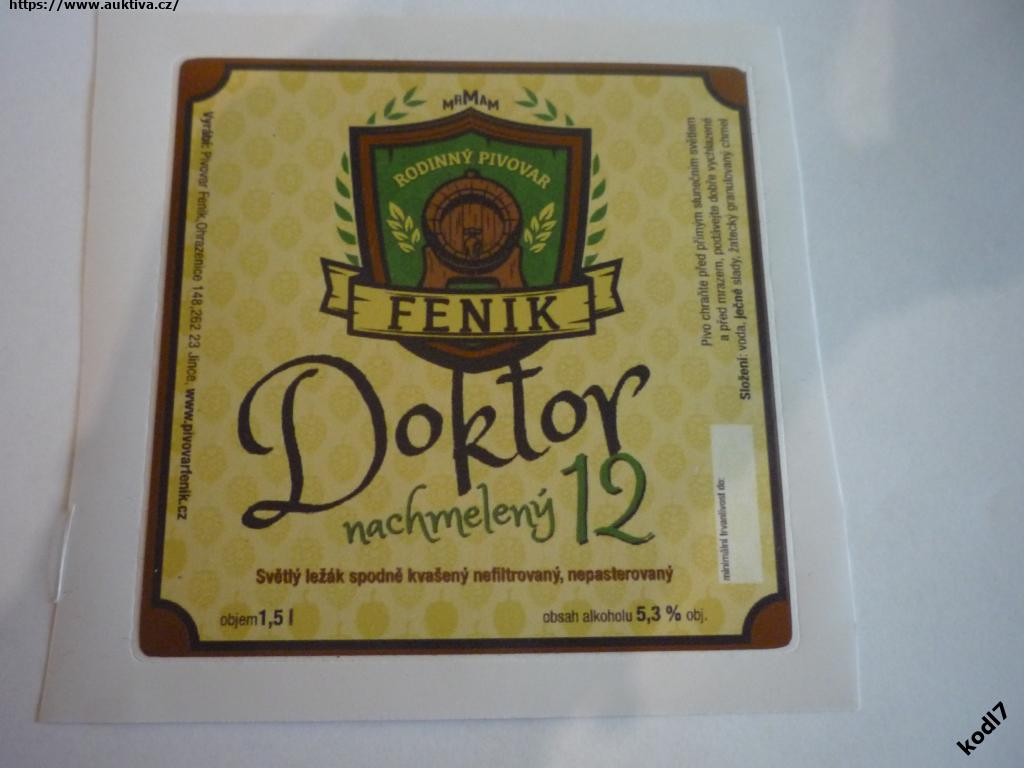 https://www.auktiva.cz/
MRMAM
RODINNÝ PIVOVAR
FENIK
Doktor
nachmelený 12
Světlý ležák spodně kvašený nefiltrovaný, nepasterovaný
objem 1,5 l
obsah alkoholu 5,3 % obj.
Vyrábí: Pivovar Fenik, Ohrazenice 148, 262 23 Jince, www.pivovarfenik.cz
Pivo chraňte před přímým slunečním světlem
a před mrazem, podávejte dobře vychlazené
Složení: voda, ječné slady, žatecký granulovaný chmel
minimální trvanlivost do:
kodl7